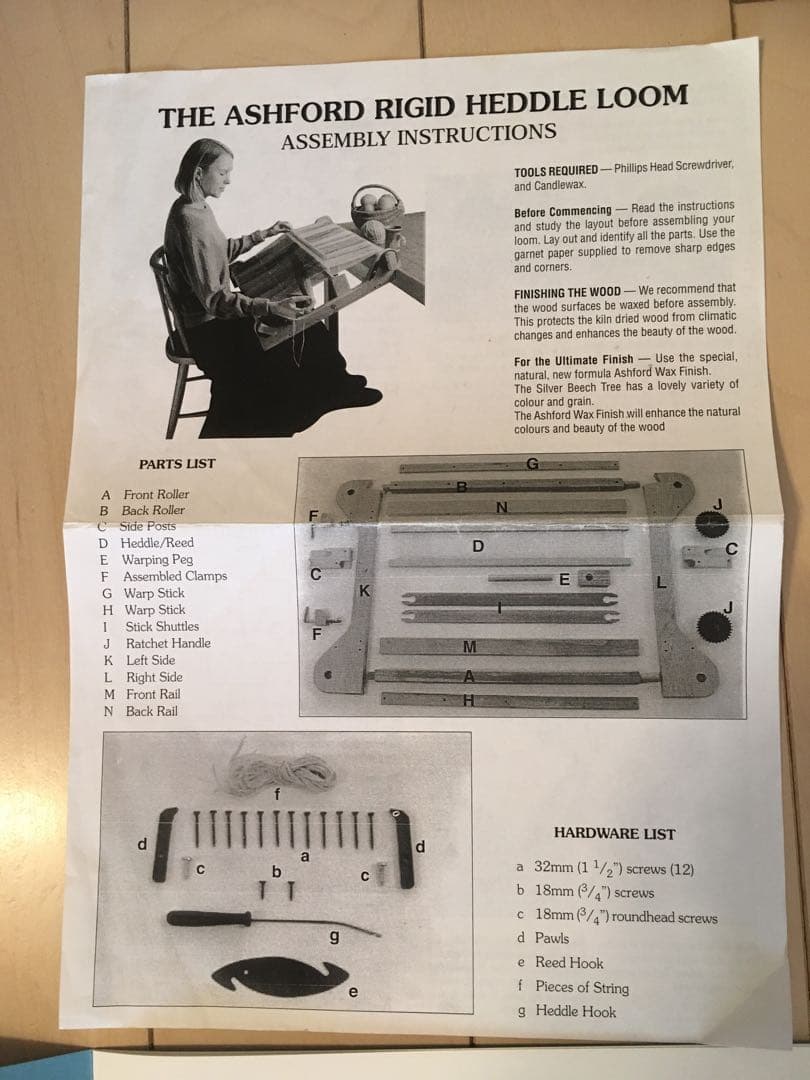 THE ASHFORD RIGID HEDDLE LOOM
ASSEMBLY INSTRUCTIONS
TOOLS REQUIRED — Phillips Head Screwdriver,
and Candlewax.
Before Commencing — Read the instructions
and study the layout before assembling your
loom. Lay out and identify all the parts. Use the
garnet paper supplied to remove sharp edges
and corners.
FINISHING THE WOOD — We recommend that
the wood surfaces be waxed before assembly.
This protects the kiln dried wood from climatic
changes and enhances the beauty of the wood.
For the Ultimate Finish — Use the special,
natural, new formula Ashford Wax Finish.
The Silver Beech Tree has a lovely variety of
colour and grain.
The Ashford Wax Finish will enhance the natural
colours and beauty of the wood
PARTS LIST
A Front Roller
B Back Roller
C Side Posts
D Heddle/Reed
E Warping Peg
F Assembled Clamps
G Warp Stick
H Warp Stick
I Stick Shuttles
J Ratchet Handle
K Left Side
L Right Side
M Front Rail
N Back Rail
G
B
N
F
J
D
C
C
E
K
L
I
J
F
M
A
H
f
d
d
a
c
b
c
g
e
HARDWARE LIST
a 32mm (1 1/2") screws (12)
b 18mm (3/4") screws
c 18mm (3/4") roundhead screws
d Pawls
e Reed Hook
f Pieces of String
g Heddle Hook